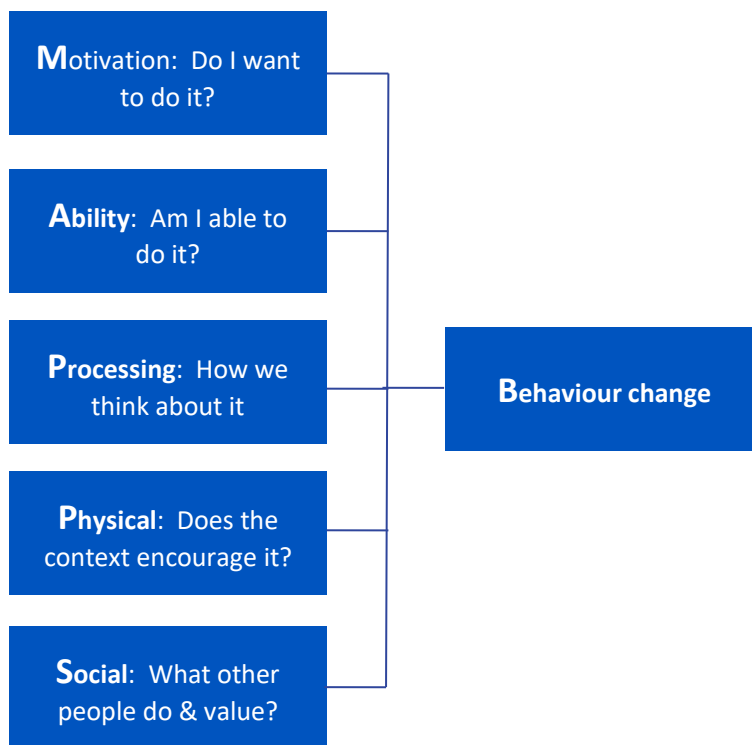 Motivation: Do I want
to do it?
Ability: Am I able to
do it?
Processing: How we
think about it
Behaviour change
Physical: Does the
context encourage it?
Social: What other
people do & value?